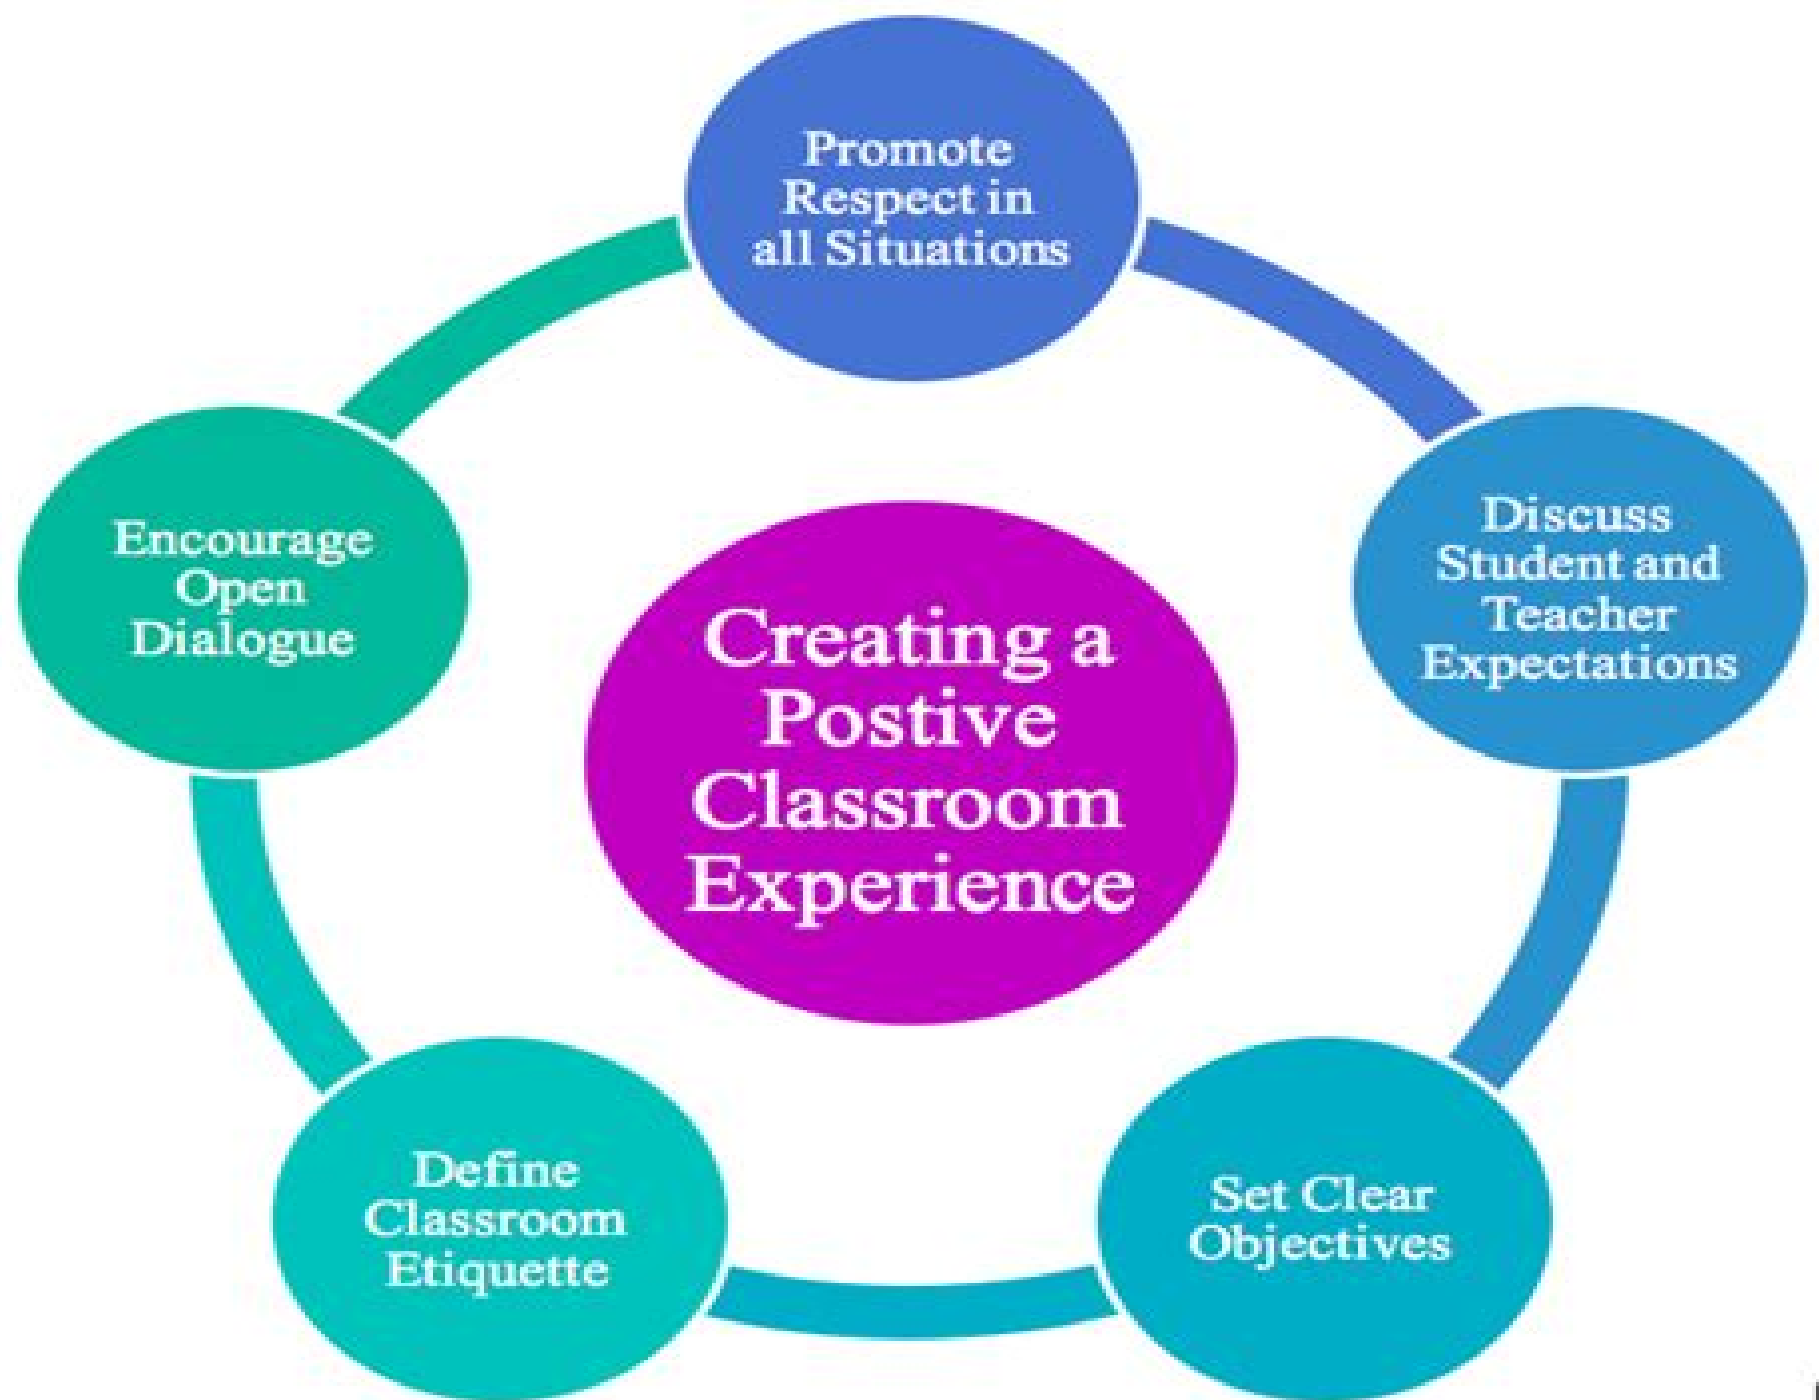 Promote
Respect in
all Situations
Discuss
Student and
Teacher
Expectations
Set Clear
Objectives
Define
Classroom
Etiquette
Encourage
Open
Dialogue
Creating a
Postive
Classroom
Experience